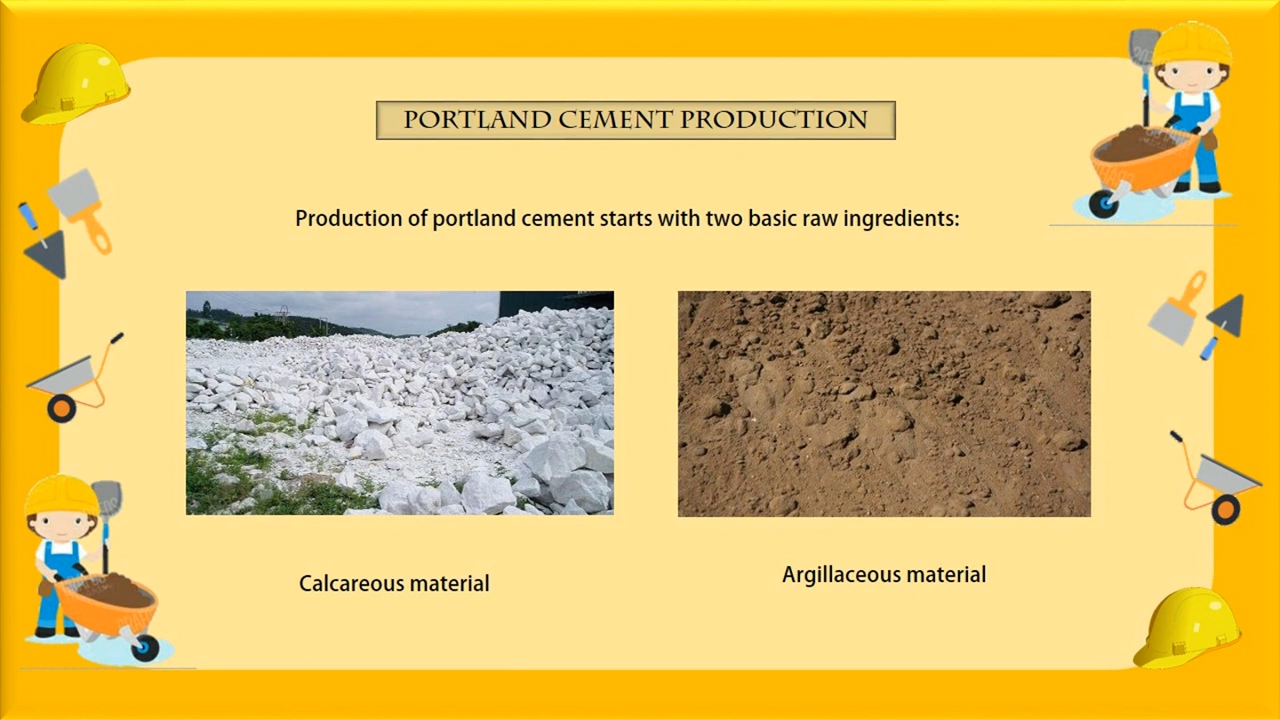 PORTLAND CEMENT PRODUCTION
Production of portland cement starts with two basic raw ingredients:
Calcareous material
Argillaceous material